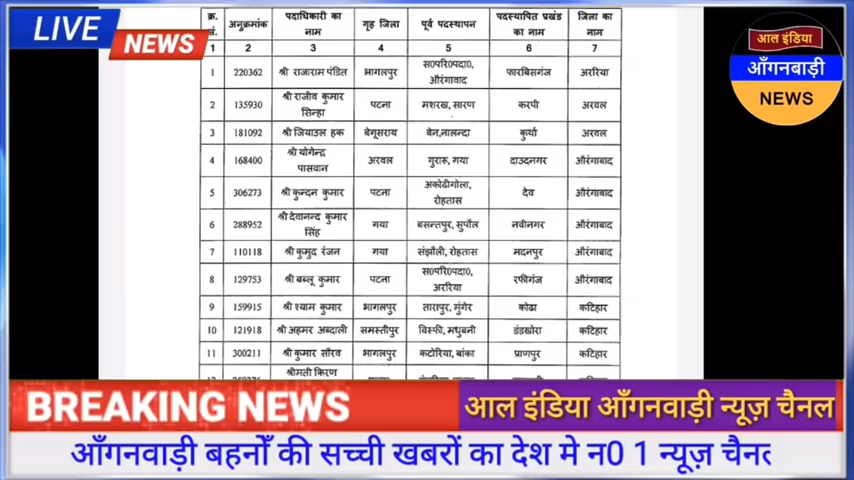 LIVE
NEWS
क्र. सं. अनुक्रमांक पदाधिकारी का नाम गृह जिला पूर्व पदस्थापन पदस्थापित प्रखंड का नाम जिला का नाम
1 2 3 4 5 6 7
1 220362 श्री राजाराम पंडित भागलपुर स0परि0पदा0, औरंगावाद फारबिसगंज अररिया
2 135930 श्री राजीव कुमार सिन्हा पटना मशरख, सारण करपी अरवल
3 181092 श्री जियाउल हक बेगूसराय बेन,नालन्दा कुर्था अरवल
4 168400 श्री योगेन्द्र पासवान अरवल गुरारू, गया दाउदनगर औरंगाबाद
5 306273 श्री कुन्दन कुमार पटना अकोढीगोला, रोहतास देव औरंगाबाद
6 288952 श्री देवानन्द कुमार सिंह गया बसन्तपुर, सुपौल नवीनगर औरंगाबाद
7 110118 श्री कुमुद रंजन गया संझौली, रोहतास मदनपुर औरंगाबाद
8 129753 श्री बब्लू कुमार पटना स0परि0पदा0, अररिया रफीगंज औरंगाबाद
9 159915 श्री श्याम कुमार भागलपुर तारापुर, मुंगेर कोढा कटिहार
10 121918 श्री अहमर अब्दाली समस्तीपुर विस्फी, मधुबनी डंडखोरा कटिहार
11 300211 श्री कुमार सौरव भागलपुर कटोरिया, बांका प्राणपुर कटिहार
श्रीमती किरण
आल इंडिया
आँगनबाड़ी
NEWS
BREAKING NEWS
आल इंडिया आँगनवाड़ी न्यूज़ चैनल
आँगनवाड़ी बहनोँ की सच्ची खबरों का देश मे न0 1 न्यूज़ चैनल